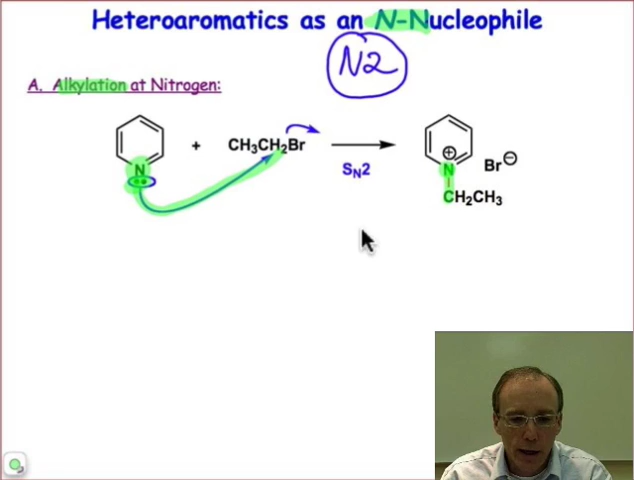 Heteroaromatics as an N-Nucleophile
N2
A. Alkylation at Nitrogen:
N + CH3CH2Br SN2 N ⊕ Br⊖
CH2CH3